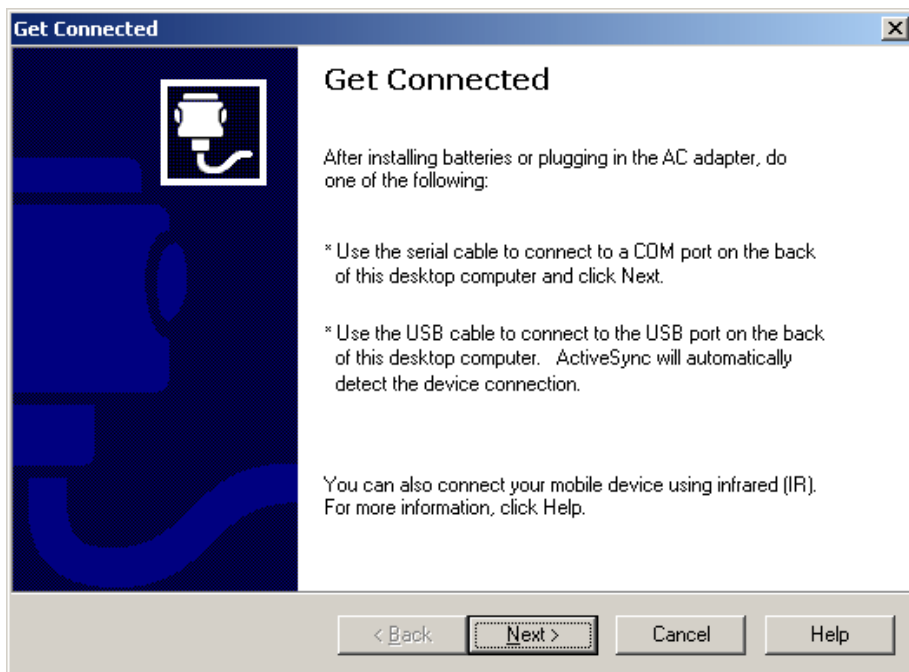 Get Connected
Get Connected
After installing batteries or plugging in the AC adapter, do
one of the following:
* Use the serial cable to connect to a COM port on the back
of this desktop computer and click Next.
* Use the USB cable to connect to the USB port on the back
of this desktop computer. ActiveSync will automatically
detect the device connection.
You can also connect your mobile device using infrared (IR).
For more information, click Help.
< Back Next > Cancel Help